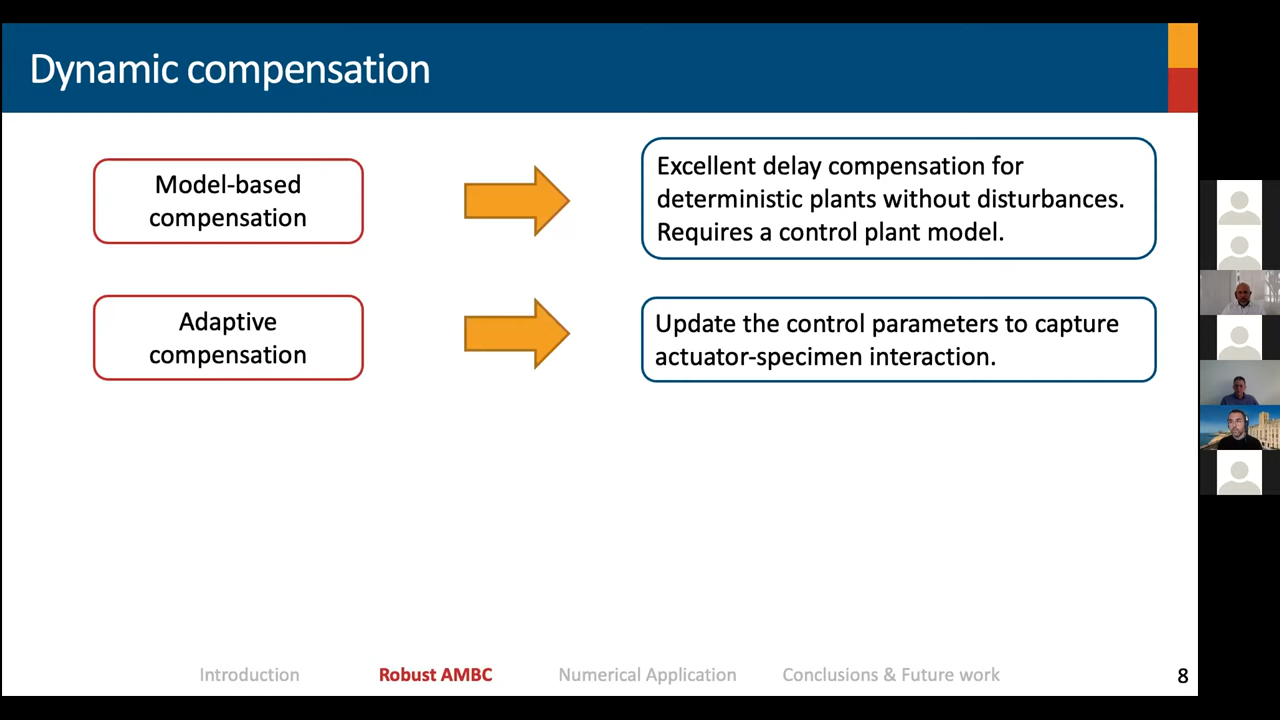 Dynamic compensation
Model-based
compensation
Excellent delay compensation for
deterministic plants without disturbances.
Requires a control plant model.
Adaptive
compensation
Update the control parameters to capture
actuator-specimen interaction.
Introduction
Robust AMBC
Numerical Application
Conclusions & Future work
8